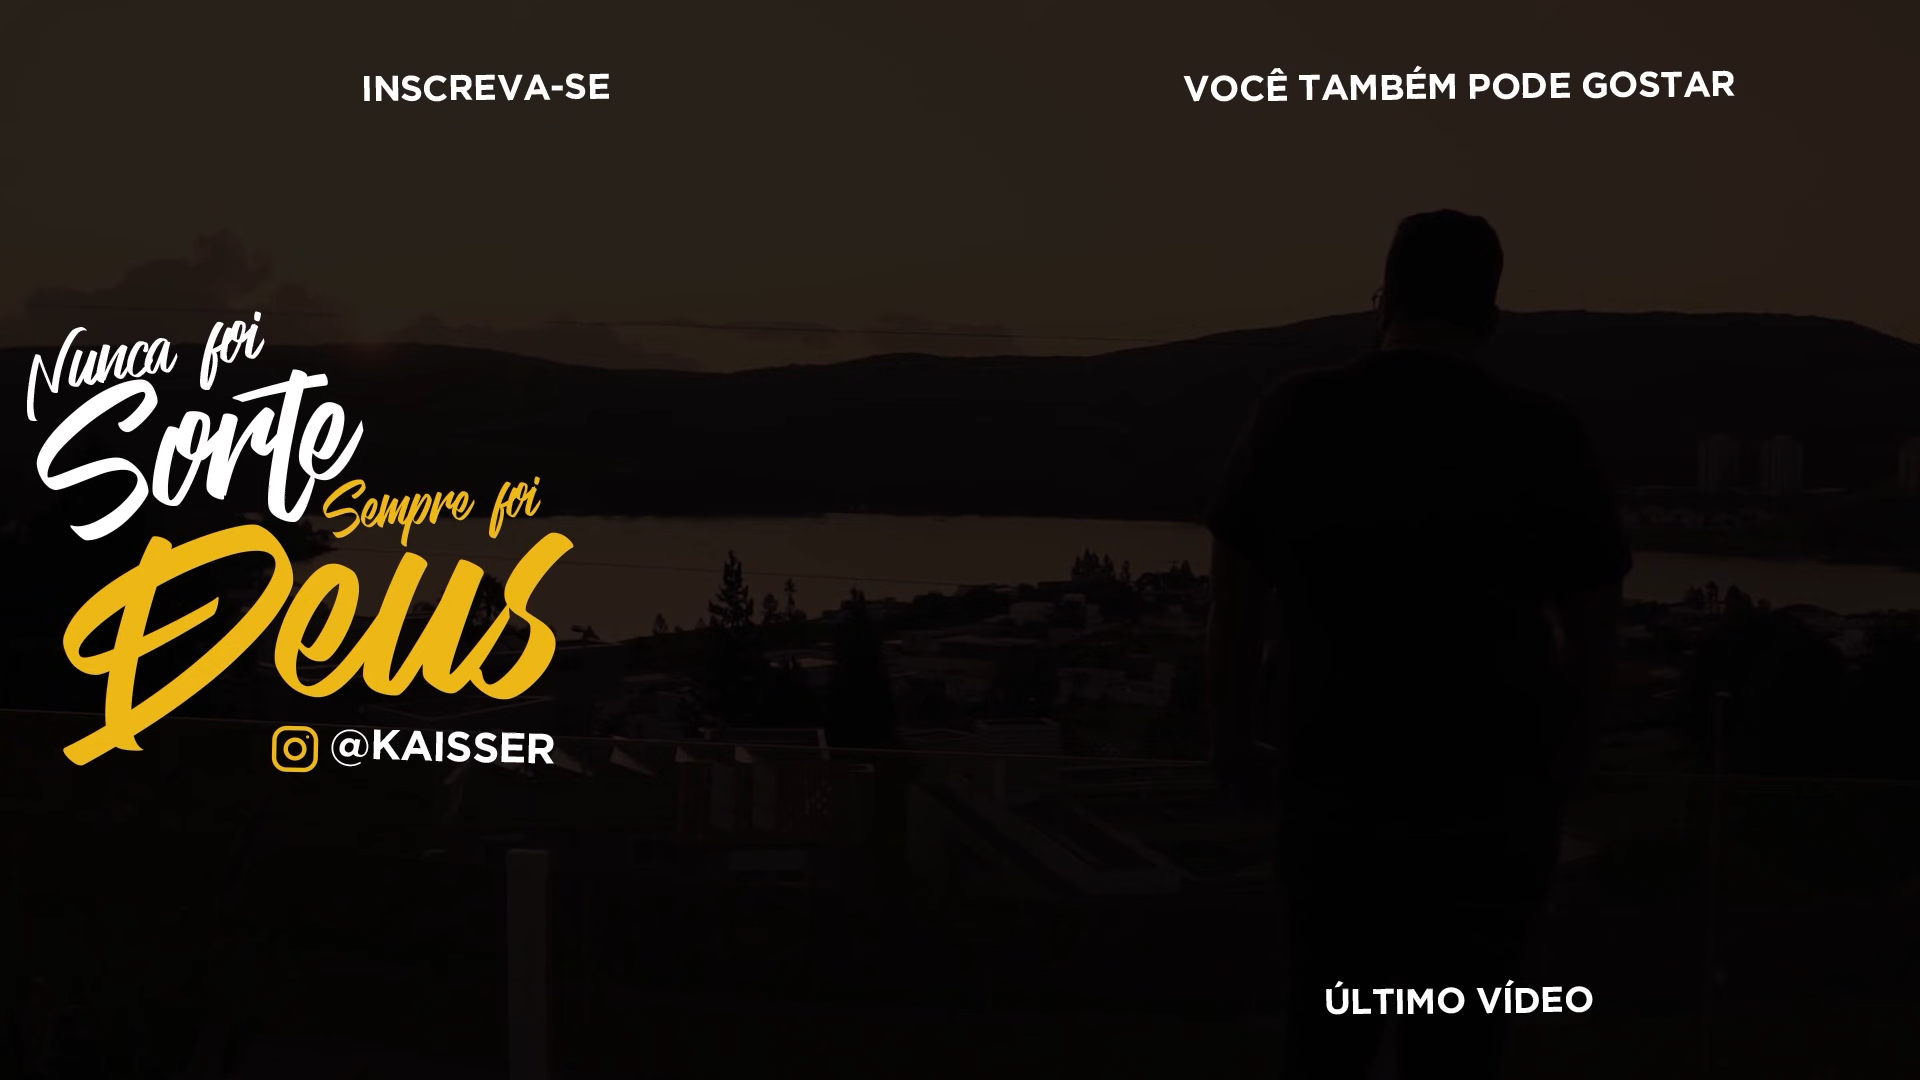 INSCREVA-SE
VOCÊ TAMBÉM PODE GOSTAR
Nunca foi
Sorte
Sempre foi
Deus
@KAISSER
ÚLTIMO VÍDEO